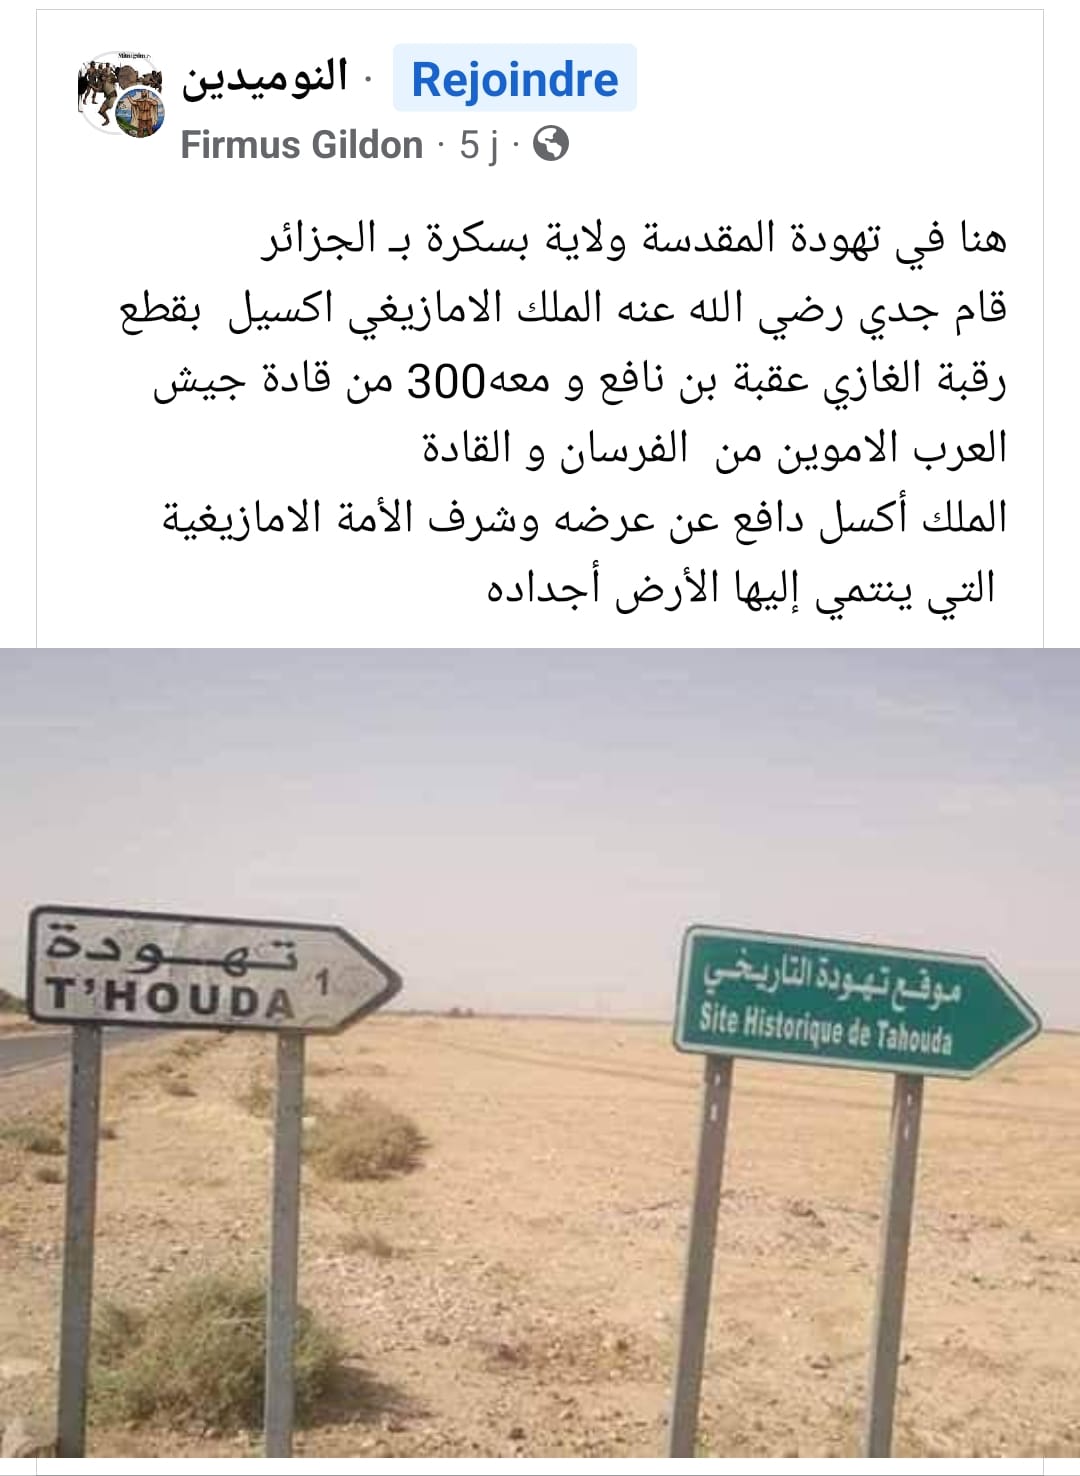 النوميدين · Rejoindre
Firmus Gildon · 5 j ·
هنا في تهودة المقدسة ولاية بسكرة بـ الجزائر
قام جدي رضي الله عنه الملك الامازيغي اكسيل بقطع
رقبة الغازي عقبة بن نافع و معه300 من قادة جيش
العرب الاموين من الفرسان و القادة
الملك أكسل دافع عن عرضه وشرف الأمة الامازيغية
التي ينتمي إليها الأرض أجداده
تهودة
T'HOUDA 1
موقع تهودة التاريخي
Site Historique de Tahouda